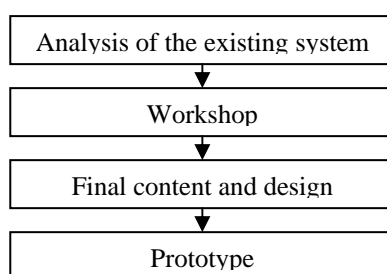 Analysis of the existing system
Workshop
Final content and design
Prototype